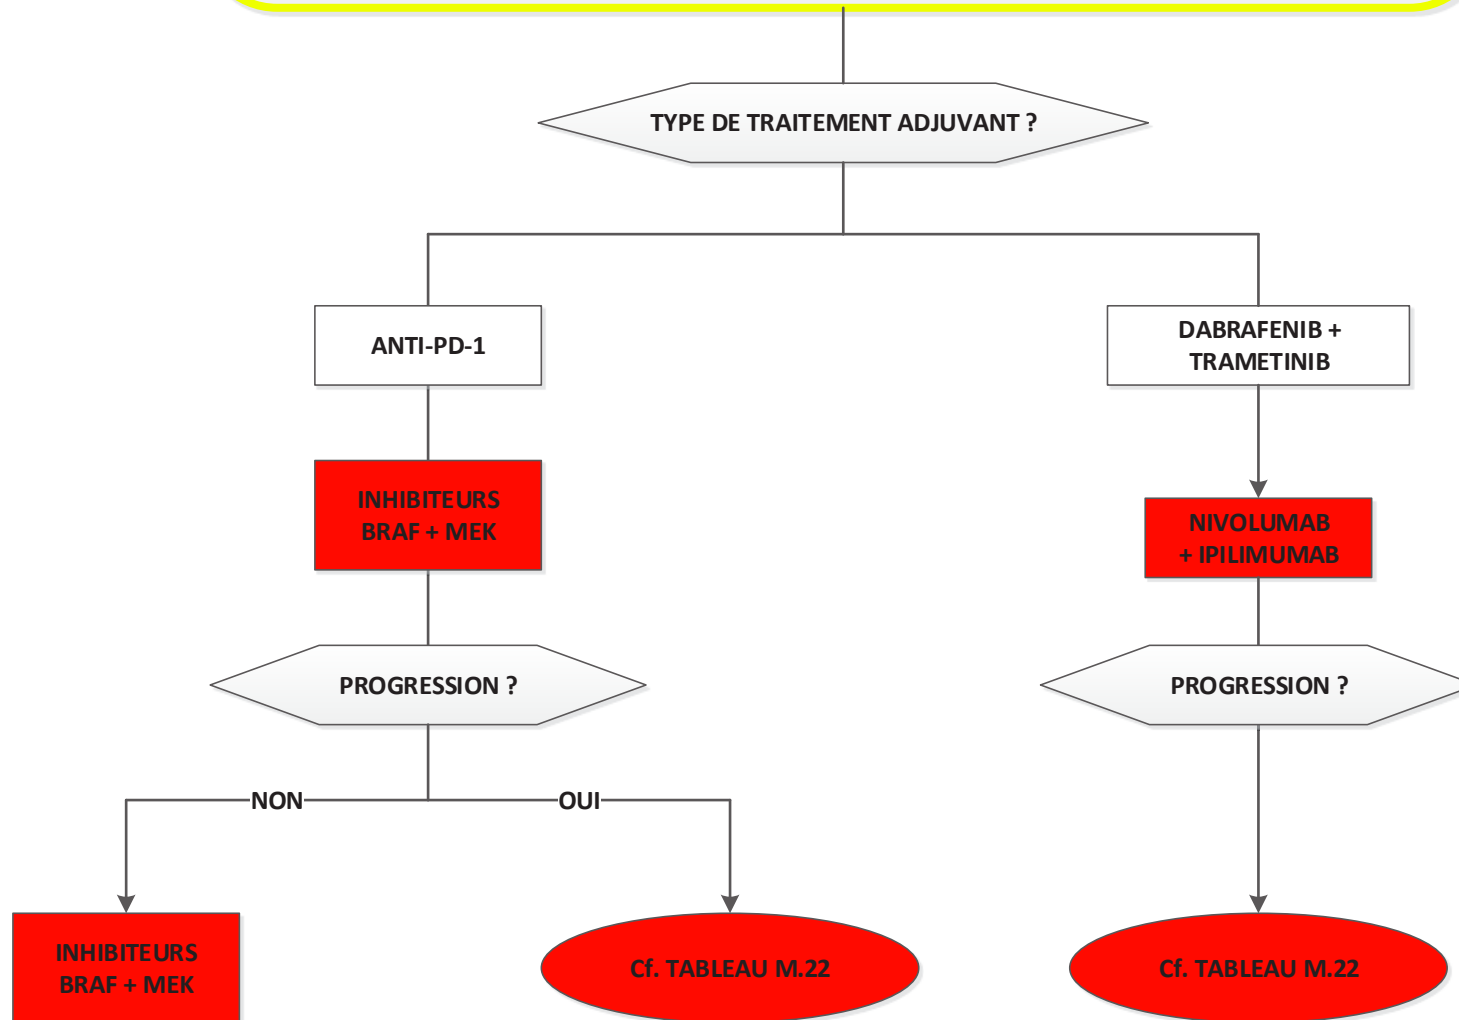 TYPE DE TRAITEMENT ADJUVANT ?
ANTI-PD-1
DABRAFENIB +
TRAMETINIB
INHIBITEURS
BRAF + MEK
NIVOLUMAB
+ IPILIMUMAB
PROGRESSION ?
PROGRESSION ?
NON
OUI
INHIBITEURS
BRAF + MEK
Cf. TABLEAU M.22
Cf. TABLEAU M.22